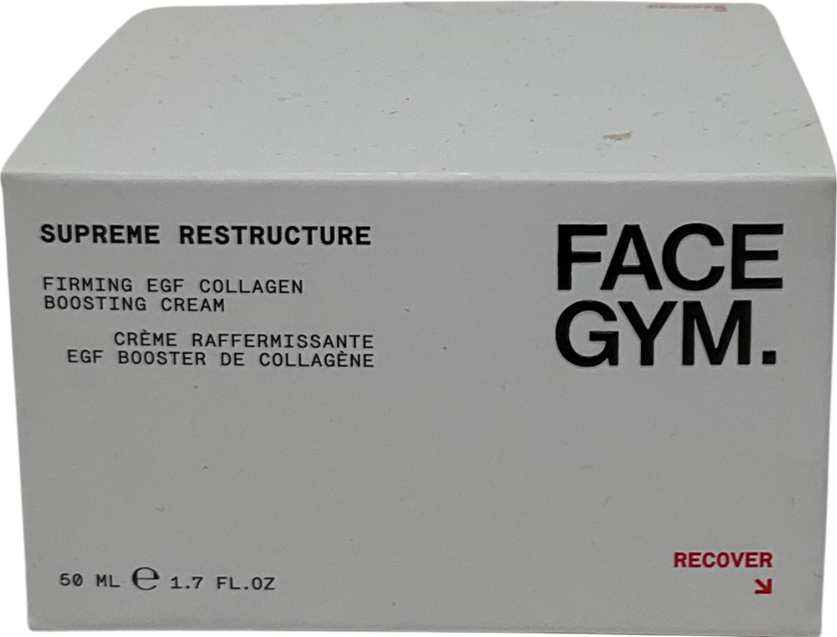 SUPREME RESTRUCTURE
FIRMING EGF COLLAGEN
BOOSTING CREAM
CRÈME RAFFERMISSANTE
EGF BOOSTER DE COLLAGÈNE
FACE
GYM.
50 ML ℮ 1.7 FL.OZ
RECOVER